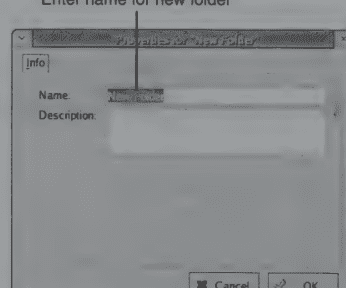 Enter name for new folder
Properties for "New Folder"
Info
Name:
Description:
Cancel
OK